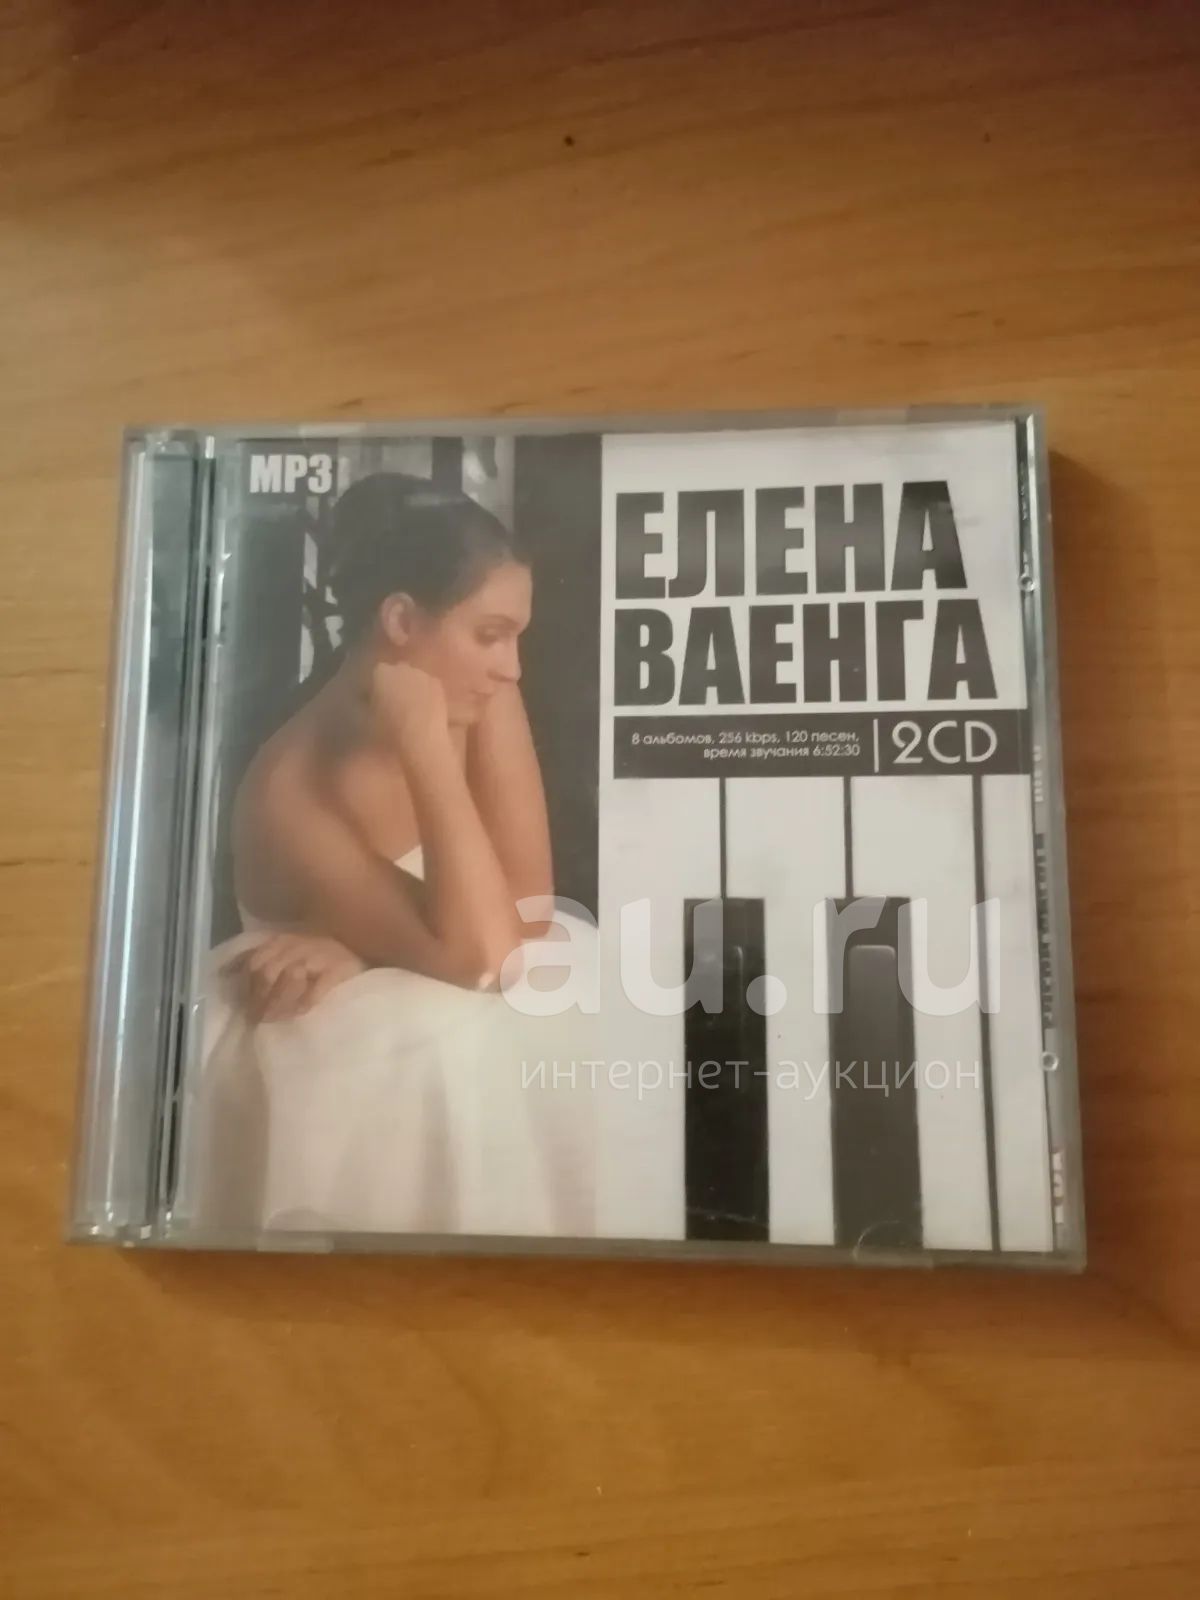 MP3
ЕЛЕНА
ВАЕНГА
8 альбомов, 256 kbps, 120 песен,
время звучания 6:52:30
2CD
au.ru
интернет-аукцион